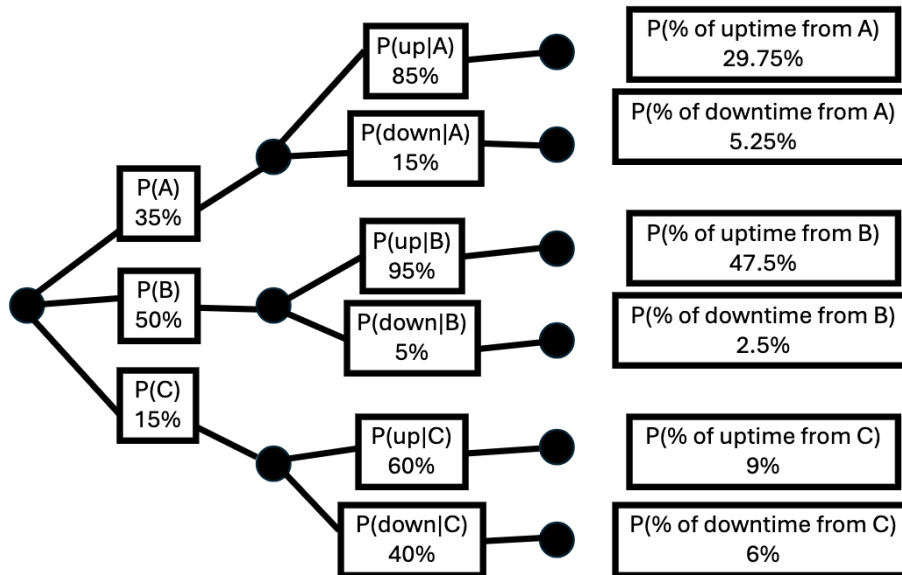 P(up|A)
85%
P(% of uptime from A)
29.75%
P(down|A)
15%
P(% of downtime from A)
5.25%
P(A)
35%
P(up|B)
95%
P(% of uptime from B)
47.5%
P(B)
50%
P(down|B)
5%
P(% of downtime from B)
2.5%
P(C)
15%
P(up|C)
60%
P(% of uptime from C)
9%
P(down|C)
40%
P(% of downtime from C)
6%